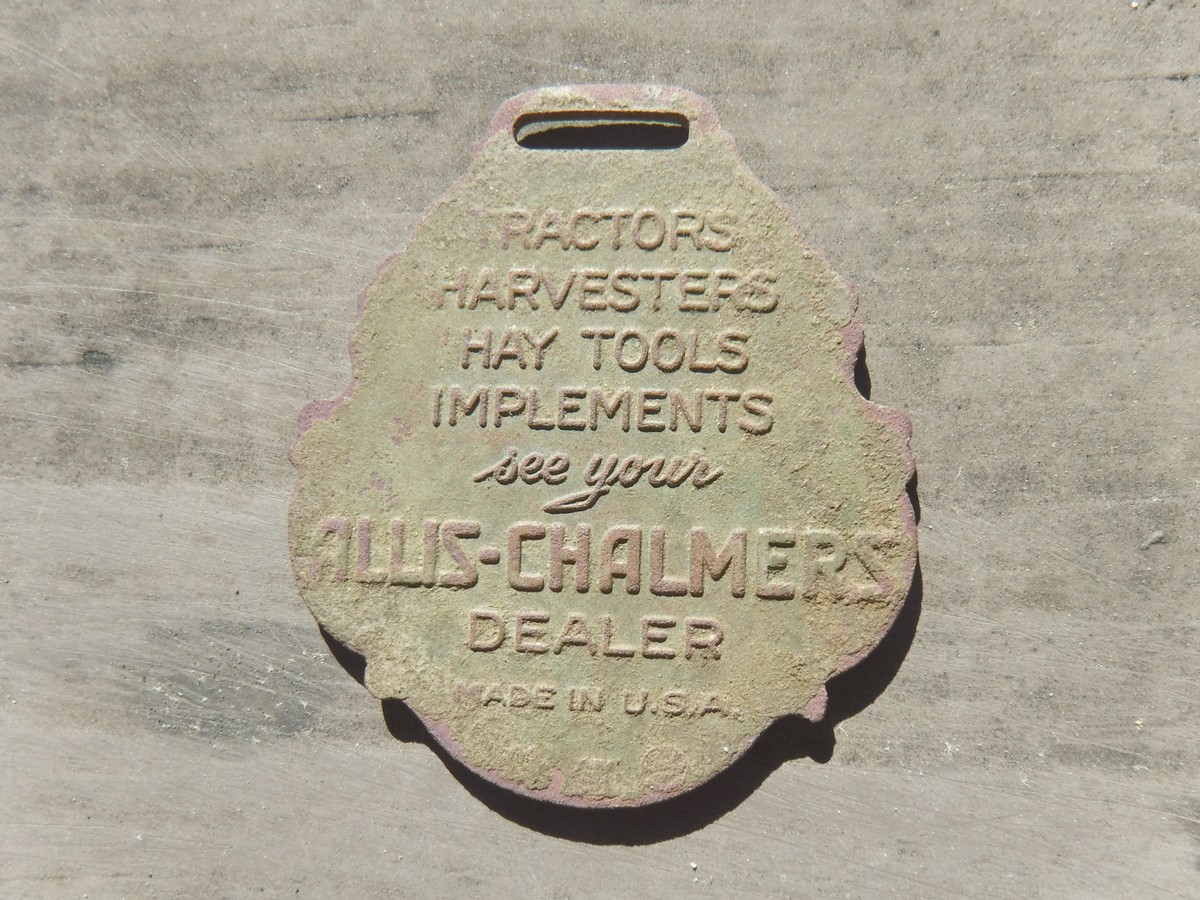 TRACTORS
HARVESTERS
HAY TOOLS
IMPLEMENTS
see your
ALLIS-CHALMERS
DEALER
MADE IN U.S.A.